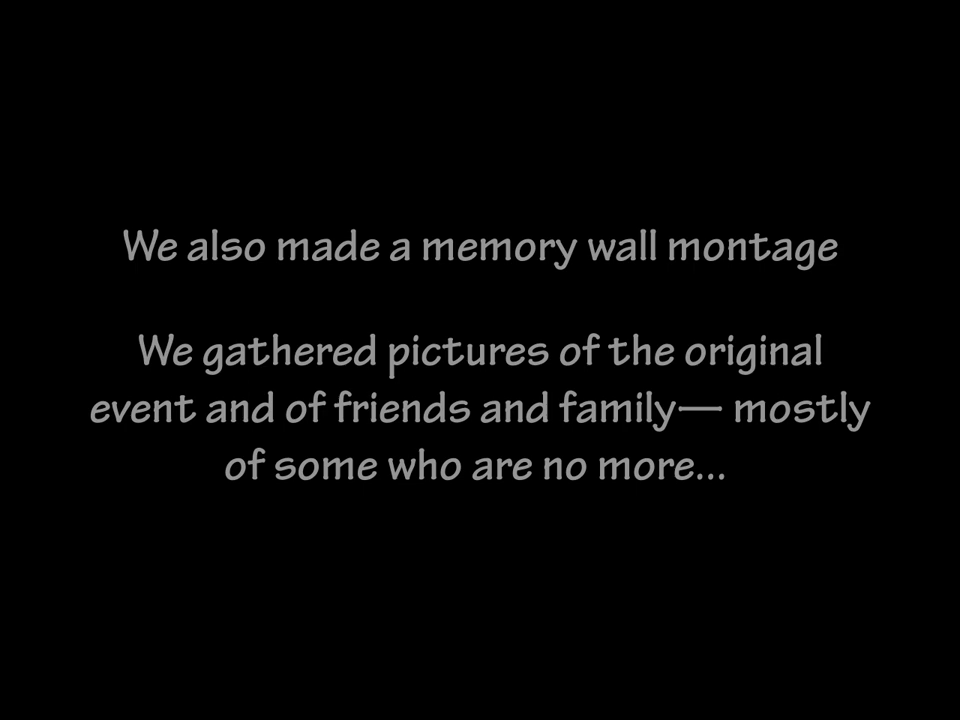 We also made a memory wall montage
We gathered pictures of the original
event and of friends and family— mostly
of some who are no more...